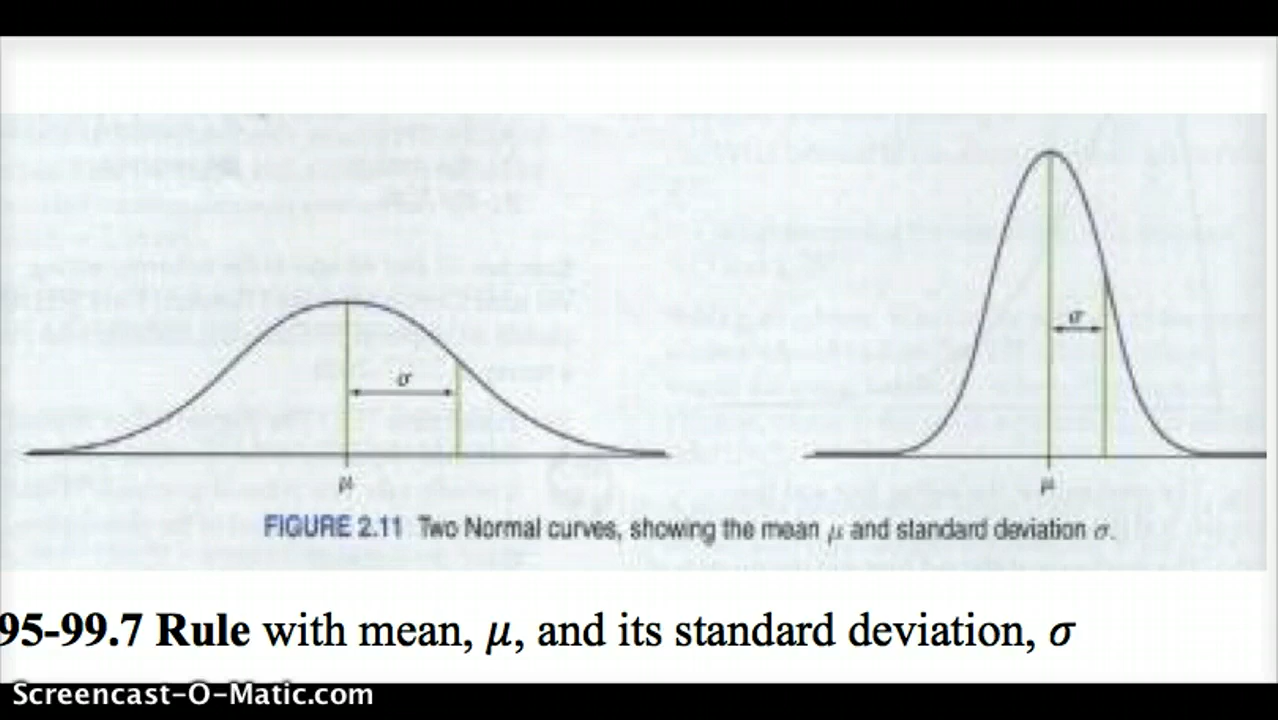 σ
σ
μ
μ
FIGURE 2.11 Two Normal curves, showing the mean μ and standard deviation σ.
95-99.7 Rule with mean, μ, and its standard deviation, σ
Screencast-O-Matic.com